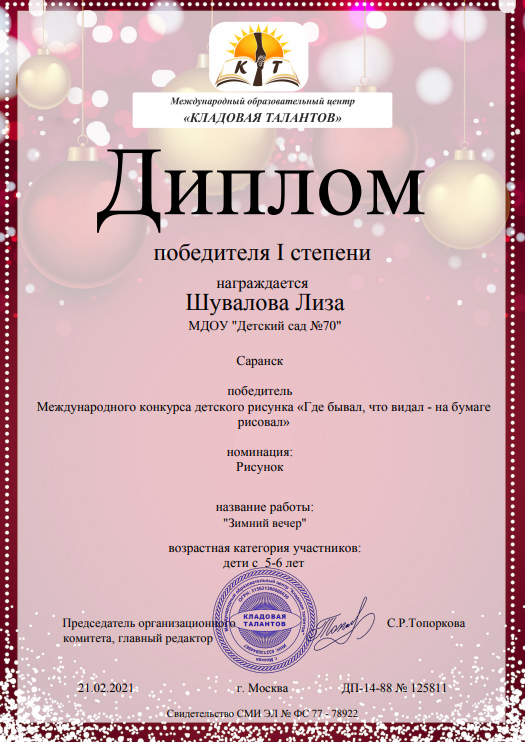 К Т
Международный образовательный центр
«КЛАДОВАЯ ТАЛАНТОВ»
Диплом
победителя I степени
награждается
Шувалова Лиза
МДОУ "Детский сад №70"
Саранск
победитель
Международного конкурса детского рисунка «Где бывал, что видал - на бумаге
рисовал»
номинация:
Рисунок
название работы:
"Зимний вечер"
возрастная категория участников:
дети с 5-6 лет
КЛАДОВАЯ
ТАЛАНТОВ
г. Москва
Председатель организационного
комитета, главный редактор
С.Р.Топоркова
21.02.2021 г. Москва ДП-14-88 № 125811
Свидетельство СМИ ЭЛ № ФС 77 - 78922